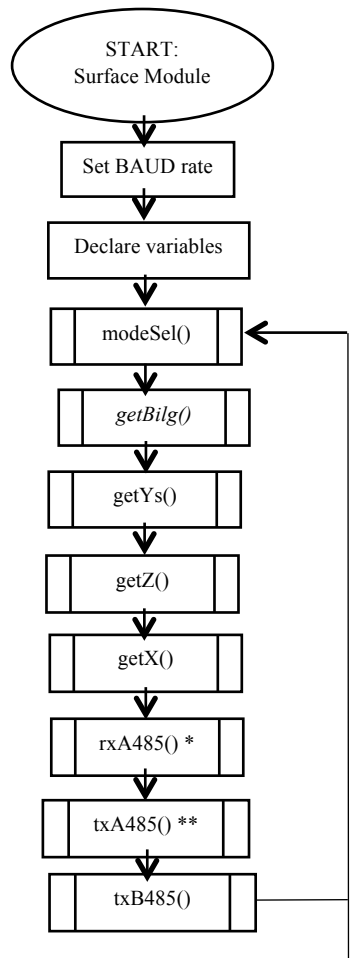 START:
Surface Module
Set BAUD rate
Declare variables
modeSel()
getBilg()
getYs()
getZ()
getX()
rxA485() *
txA485() **
txB485()